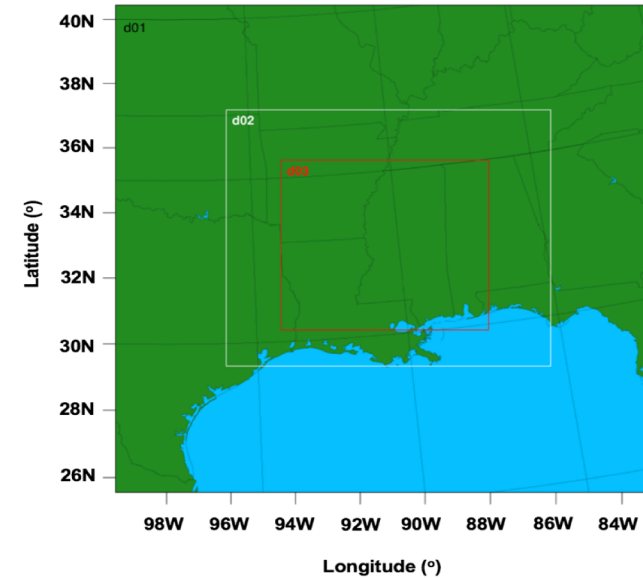 40N
d01
38N
d02
36N
d03
34N
Latitude (º)
32N
30N
28N
26N
98W 96W 94W 92W 90W 88W 86W 84W
Longitude (º)